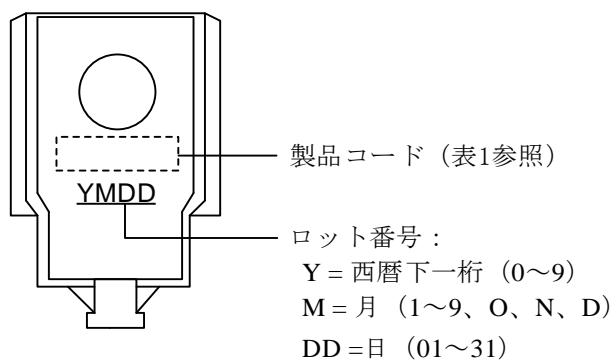 製品コード（表1参照）
YMDD
ロット番号：
Y = 西暦下一桁（0～9）
M = 月（1～9、O、N、D）
DD =日（01～31）